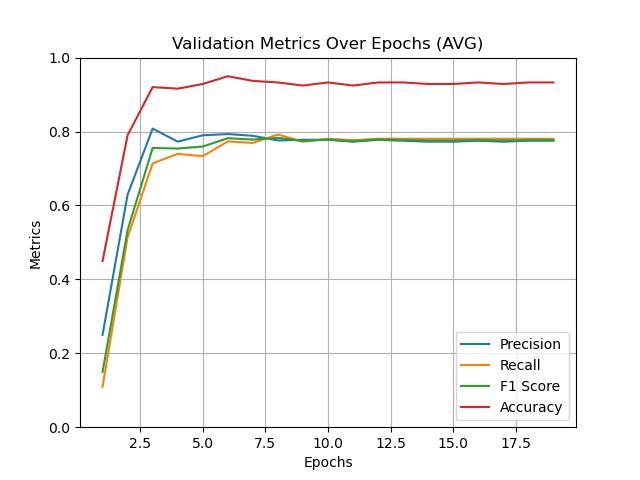 Validation Metrics Over Epochs (AVG)
1.0
0.8
0.6
0.4
0.2
0.0
Metrics
2.5 5.0 7.5 10.0 12.5 15.0 17.5
Epochs
Precision
Recall
F1 Score
Accuracy